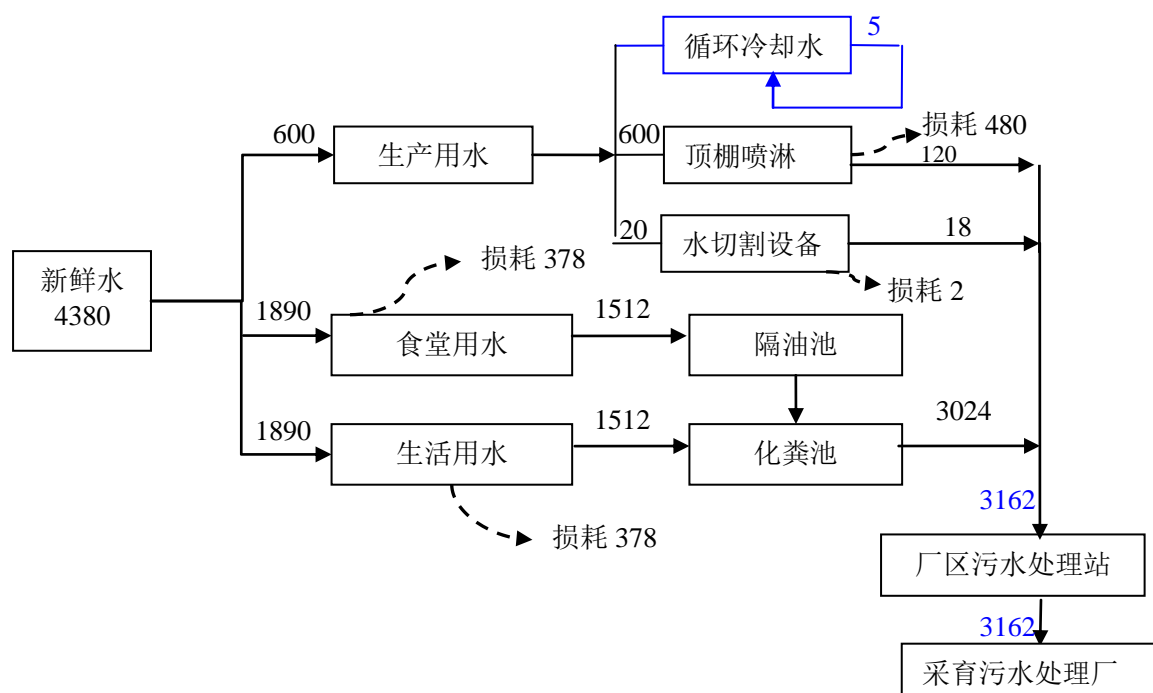 循环冷却水
5
600
生产用水
600
顶棚喷淋
损耗 480
120
20
水切割设备
18
损耗 2
新鲜水
4380
损耗 378
1890
食堂用水
1512
隔油池
1890
生活用水
1512
化粪池
3024
损耗 378
3162
厂区污水处理站
3162
采育污水处理厂